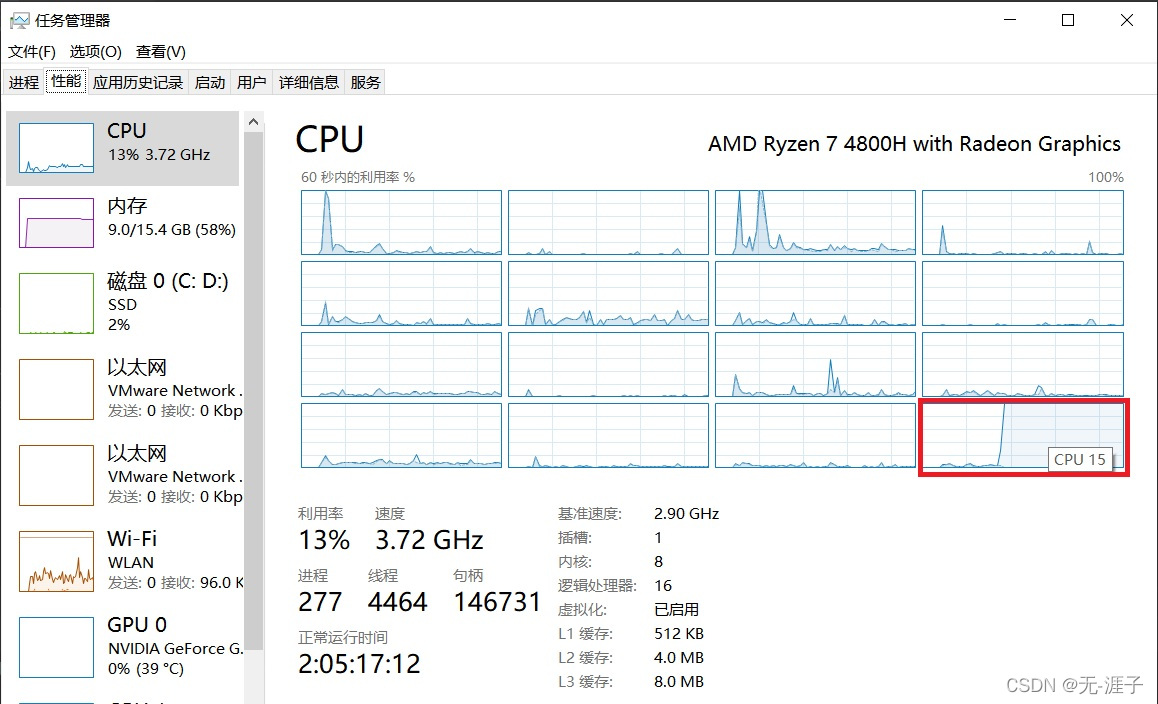 任务管理器
文件(F) 选项(O) 查看(V)
进程 性能 应用历史记录 启动 用户 详细信息 服务
CPU
13% 3.72 GHz
内存
9.0/15.4 GB (58%)
磁盘 0 (C: D:)
SSD
2%
以太网
VMware Network .
发送: 0 接收: 0 Kbp
以太网
VMware Network .
发送: 0 接收: 0 Kbp
Wi-Fi
WLAN
发送: 0 接收: 96.0 K
GPU 0
NVIDIA GeForce G.
0% (39 °C)
CPU
AMD Ryzen 7 4800H with Radeon Graphics
60 秒内的利用率 %
100%
CPU 15
利用率 速度
13% 3.72 GHz
进程 线程 句柄
277 4464 146731
正常运行时间
2:05:17:12
基准速度: 2.90 GHz
插槽: 1
内核: 8
逻辑处理器: 16
虚拟化: 已启用
L1 缓存: 512 KB
L2 缓存: 4.0 MB
L3 缓存: 8.0 MB
CSDN @无-涯子